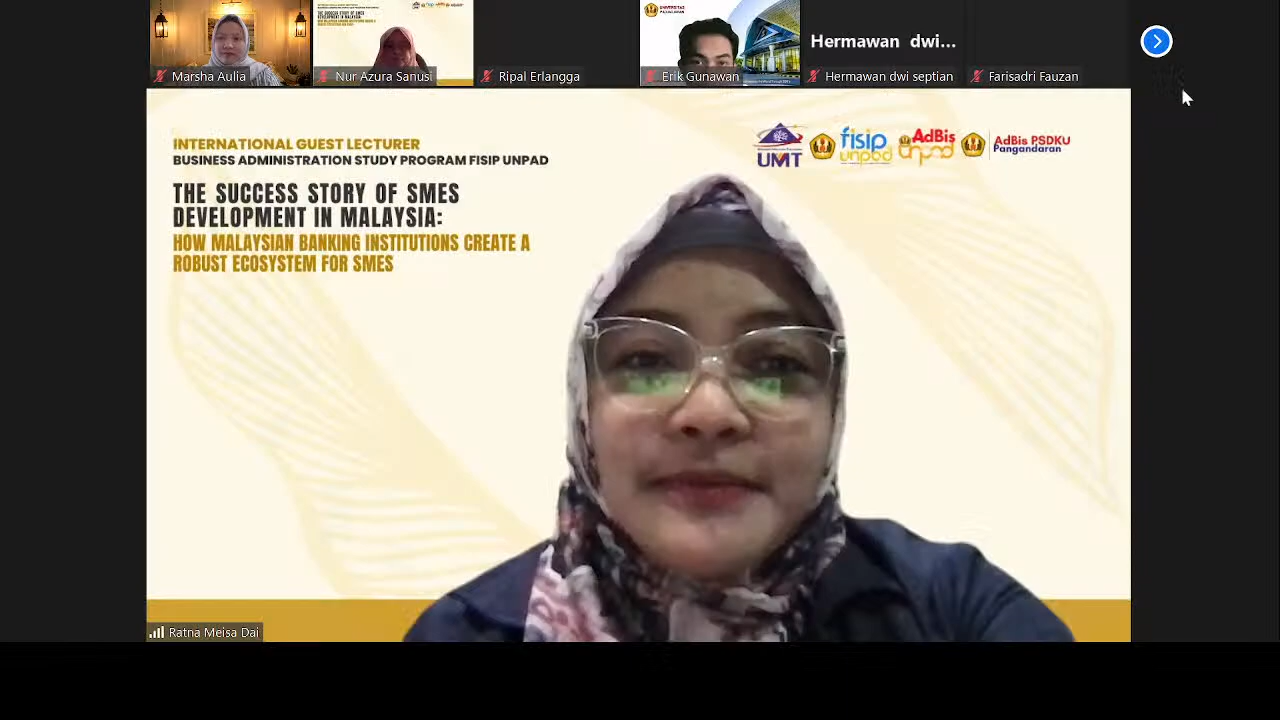 Marsha Aulia
Nur Azura Sanusi
Ripal Erlangga
UNIVERSITAS
Erik Gunawan
Hermawan dwi...
Hermawan dwi septian
Farisadri Fauzan
INTERNATIONAL GUEST LECTURER
BUSINESS ADMINISTRATION STUDY PROGRAM FISIP UNPAD
THE SUCCESS STORY OF SMES
DEVELOPMENT IN MALAYSIA:
HOW MALAYSIAN BANKING INSTITUTIONS CREATE A
ROBUST ECOSYSTEM FOR SMES
UMT
fisip
unpad
AdBis
unpad
AdBis PSDKU
Pangandaran
Ratna Meisa Dai